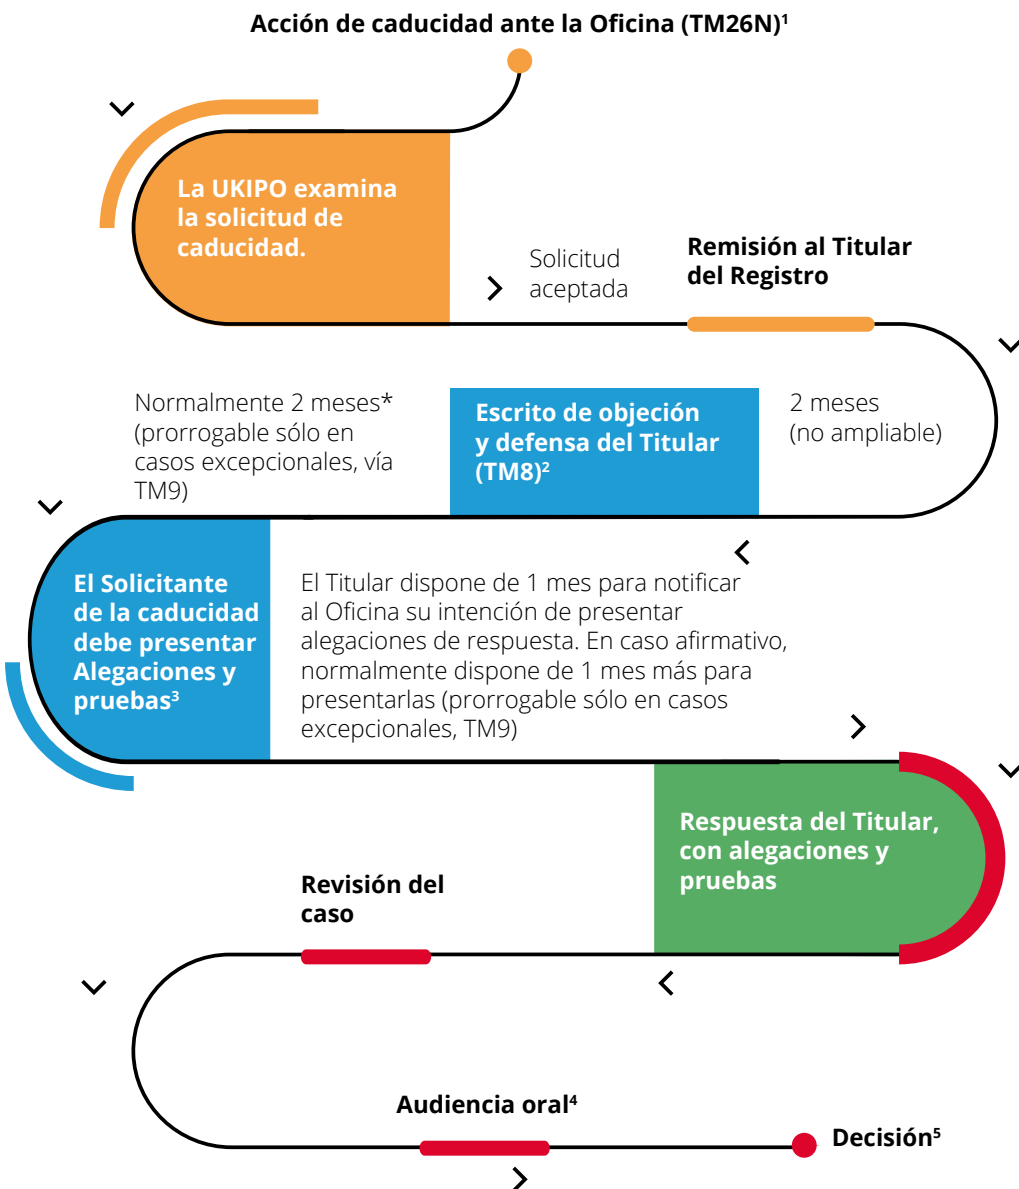 Acción de caducidad ante la Oficina (TM26N)¹
La UKIPO examina
la solicitud de
caducidad.
Solicitud
aceptada
Remisión al Titular
del Registro
2 meses
(no ampliable)
Escrito de objeción
y defensa del Titular
(TM8)²
Normalmente 2 meses*
(prorrogable sólo en
casos excepcionales, vía
TM9)
El Solicitante
de la caducidad
debe presentar
Alegaciones y
pruebas³
El Titular dispone de 1 mes para notificar
al Oficina su intención de presentar
alegaciones de respuesta. En caso afirmativo,
normalmente dispone de 1 mes más para
presentarlas (prorrogable sólo en casos
excepcionales, TM9)
Respuesta del Titular,
con alegaciones y
pruebas
Revisión del
caso
Audiencia oral⁴
Decisión⁵